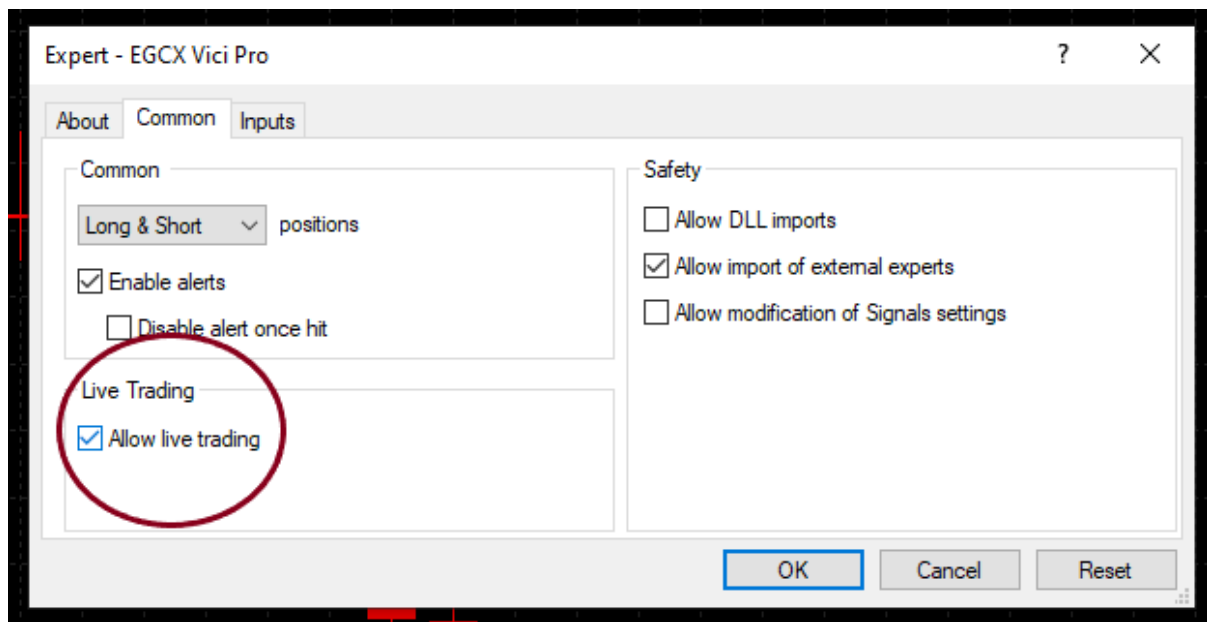 Expert - EGCX Vici Pro
?
About
Common
Inputs
Common
Long & Short
positions
Enable alerts
Disable alert once hit
Live Trading
Allow live trading
Safety
Allow DLL imports
Allow import of external experts
Allow modification of Signals settings
OK
Cancel
Reset